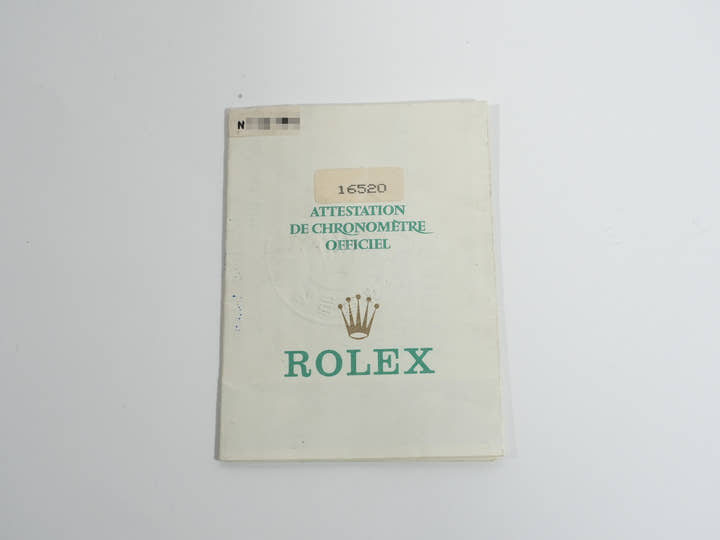 N
16520
ATTESTATION
DE CHRONOMÈTRE
OFFICIEL
ROLEX